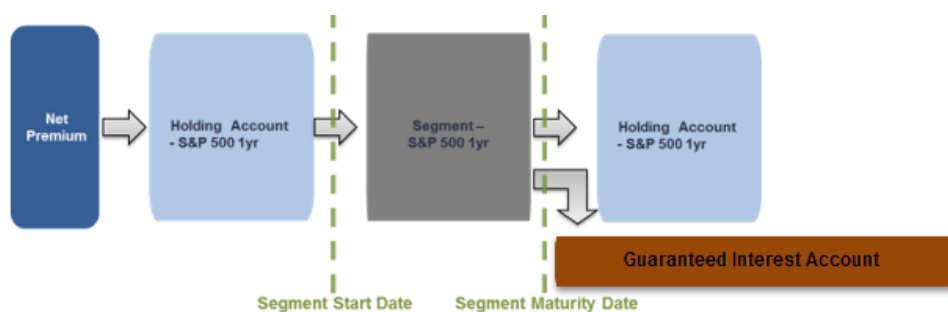 Net
Premium
Holding Account
- S&P 500 1yr
Segment –
S&P 500 1yr
Holding Account
- S&P 500 1yr
Guaranteed Interest Account
Segment Start Date
Segment Maturity Date